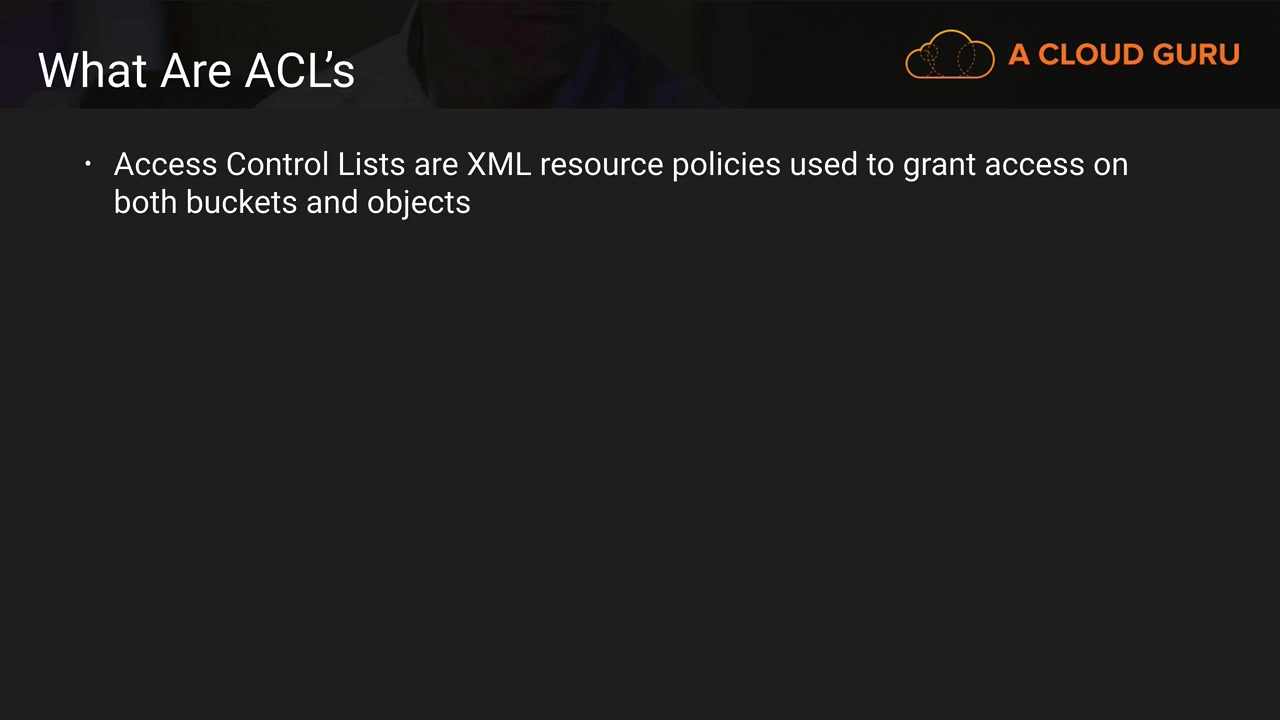 What Are ACL’s
A CLOUD GURU
· Access Control Lists are XML resource policies used to grant access on
both buckets and objects